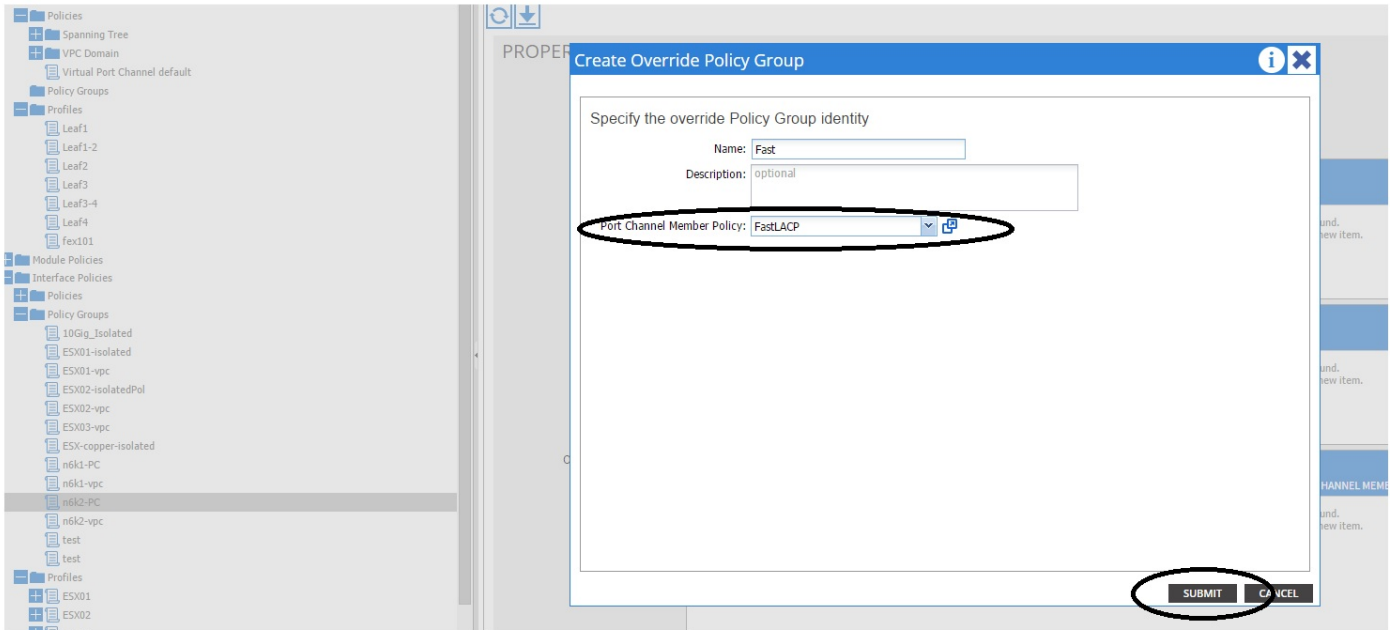 Policies
Spanning Tree
VPC Domain
Virtual Port Channel default
Policy Groups
Profiles
Leaf1
Leaf1-2
Leaf2
Leaf3
Leaf3-4
Leaf4
fex101
Module Policies
Interface Policies
Policies
Policy Groups
10Gig_Isolated
ESX01-isolated
ESX01-vpc
ESX02-isolatedPol
ESX02-vpc
ESX03-vpc
ESX-copper-isolated
n6k1-PC
n6k1-vpc
n6k2-PC
n6k2-vpc
test
test
Profiles
ESX01
ESX02
PROPER
Create Override Policy Group
i
Specify the override Policy Group identity
Name: Fast
Description: optional
Port Channel Member Policy: FastLACP
SUBMIT CANCEL
und.
new item.
und.
new item.
HANNEL MEMB
und.
new item.